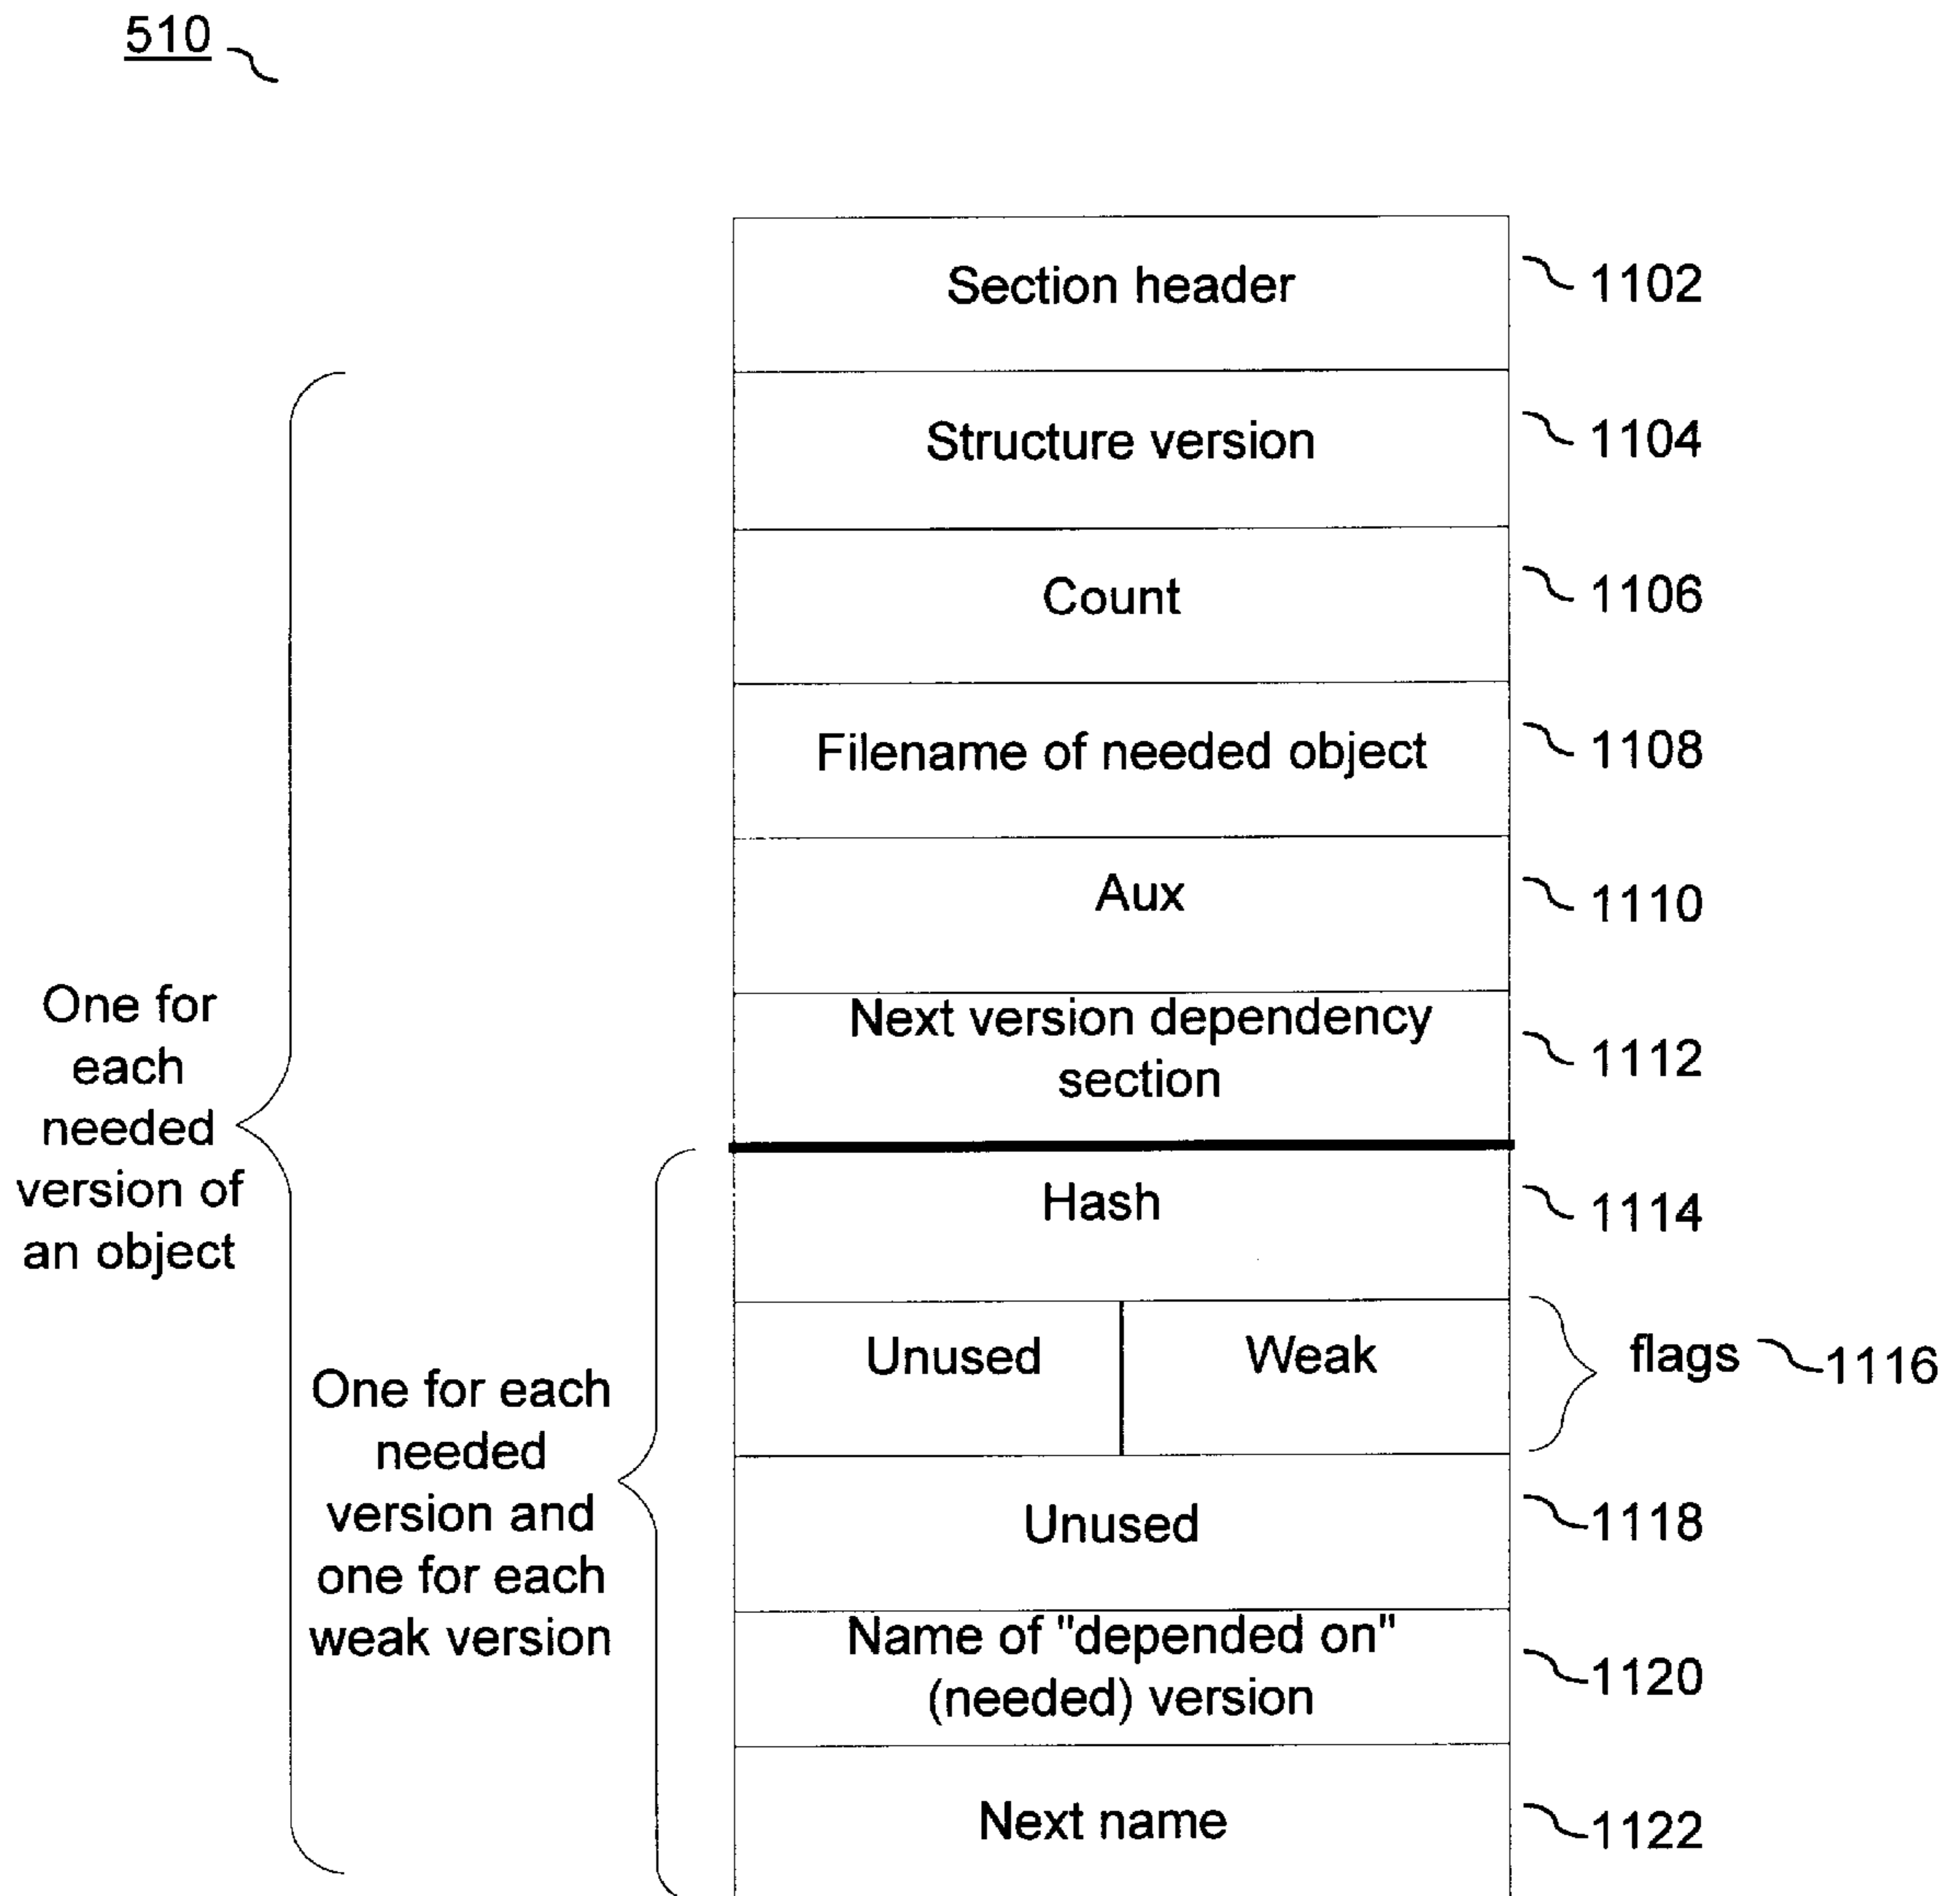 510
Section header
1102
Structure version
1104
Count
1106
Filename of needed object
1108
Aux
1110
Next version dependency
section
1112
One for
each
needed
version of
an object
Hash
1114
Unused
Weak
flags
1116
One for each
needed
version and
one for each
weak version
Unused
1118
Name of "depended on"
(needed) version
1120
Next name
1122